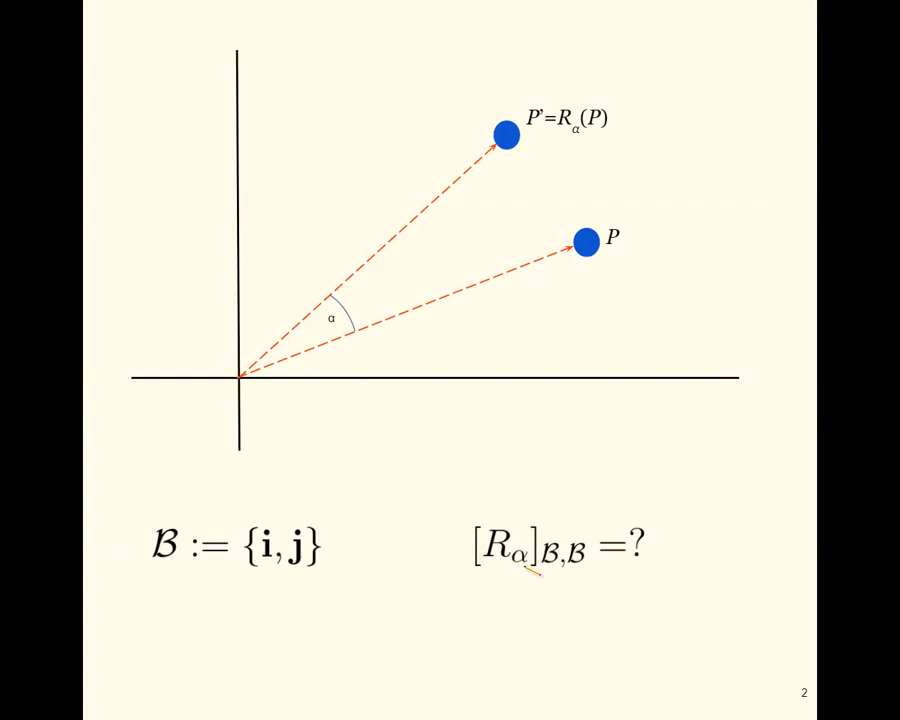 P'=Rα(P)
P
α
ℬ := {i, j}
[Rα]ℬ,ℬ =?
2